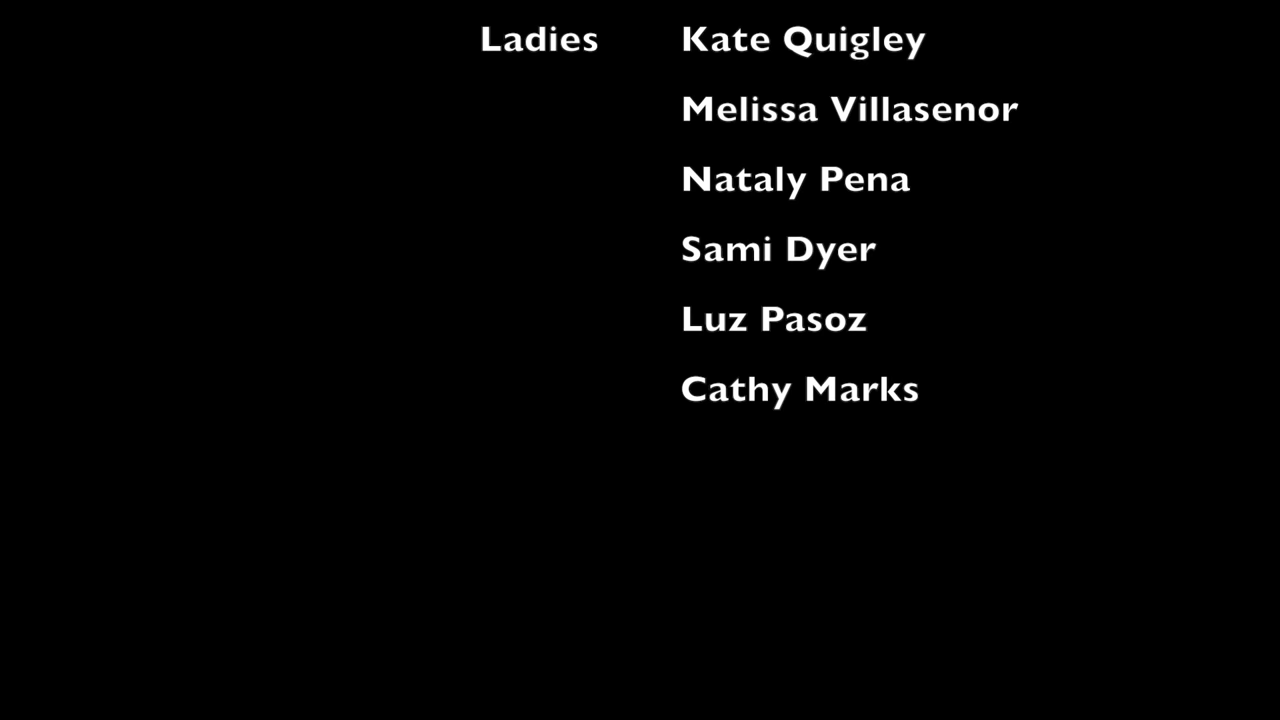 Ladies Kate Quigley
Melissa Villasenor
Nataly Pena
Sami Dyer
Luz Pasoz
Cathy Marks